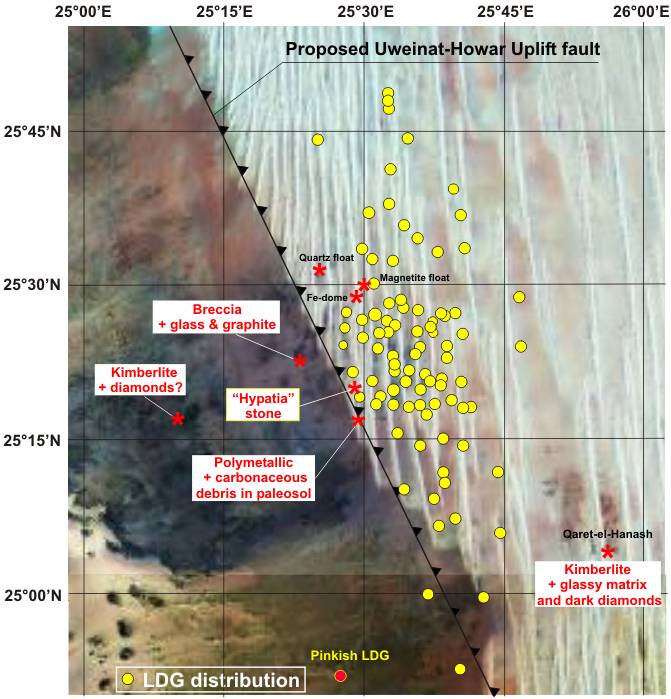 25°00’E 25°15’E 25°30’E 25°45’E 26°00’E
Proposed Uweinat-Howar Uplift fault
25°45’N
Quartz float
Magnetite float
25°30’N
Fe-dome
Breccia
+ glass & graphite
Kimberlite
+ diamonds?
“Hypatia”
stone
25°15’N
Polymetallic
+ carbonaceous
debris in paleosol
Qaret-el-Hanash
Kimberlite
+ glassy matrix
and dark diamonds
25°00’N
Pinkish LDG
LDG distribution